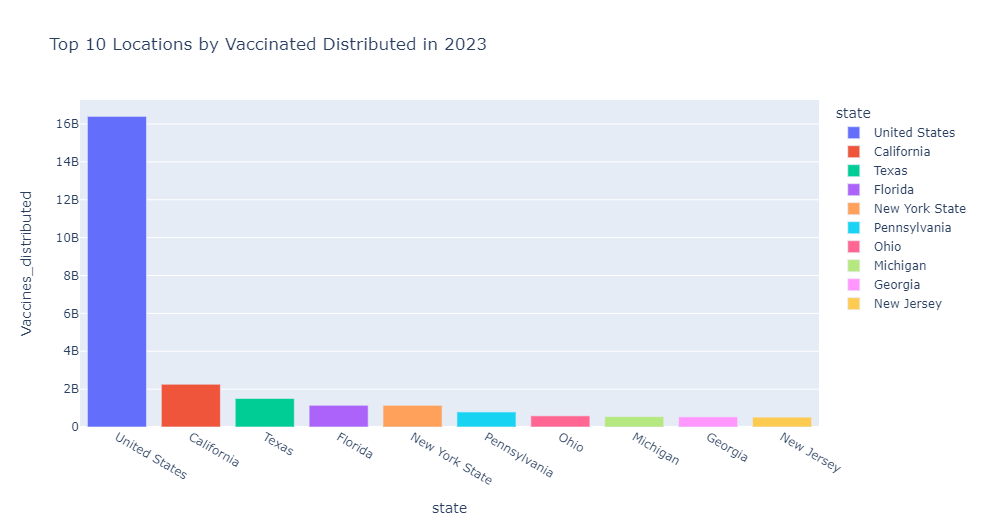 Top 10 Locations by Vaccinated Distributed in 2023
Vaccines_distributed
16B
14B
12B
10B
8B
6B
4B
2B
0
United States
California
Texas
Florida
New York State
Pennsylvania
Ohio
Michigan
Georgia
New Jersey
state
state
United States
California
Texas
Florida
New York State
Pennsylvania
Ohio
Michigan
Georgia
New Jersey